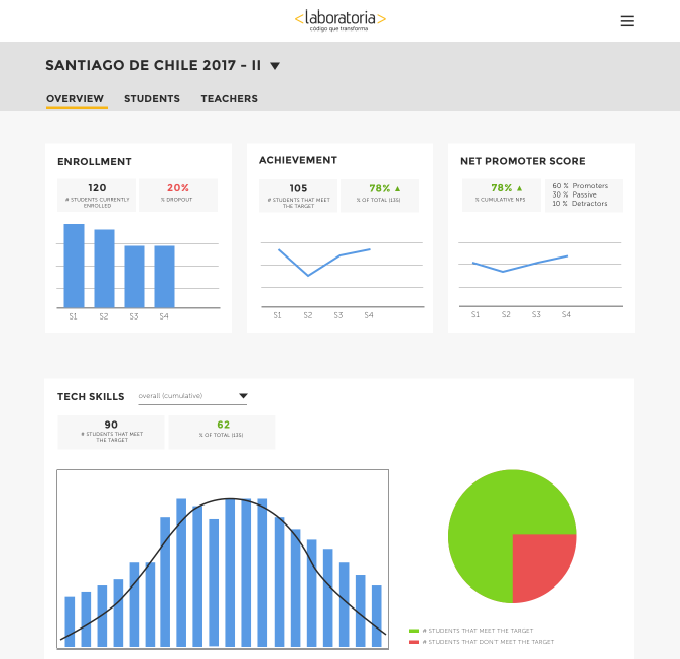 <laboratoria>
código que transforma
SANTIAGO DE CHILE 2017 - II
OVERVIEW STUDENTS TEACHERS
ENROLLMENT
120
# STUDENTS CURRENTLY
ENROLLED
20%
% DROPOUT
S1 S2 S3 S4
ACHIEVEMENT
105
# STUDENTS THAT MEET
THE TARGET
78% ▲
% OF TOTAL (135)
S1 S2 S3 S4
NET PROMOTER SCORE
78% ▲
% CUMULATIVE NPS
60 % Promoters
30 % Passive
10 % Detractors
S1 S2 S3 S4
TECH SKILLS
overall (cumulative)
90
# STUDENTS THAT MEET
THE TARGET
62
% OF TOTAL (135)
# STUDENTS THAT MEET THE TARGET
# STUDENTS THAT DON'T MEET THE TARGET